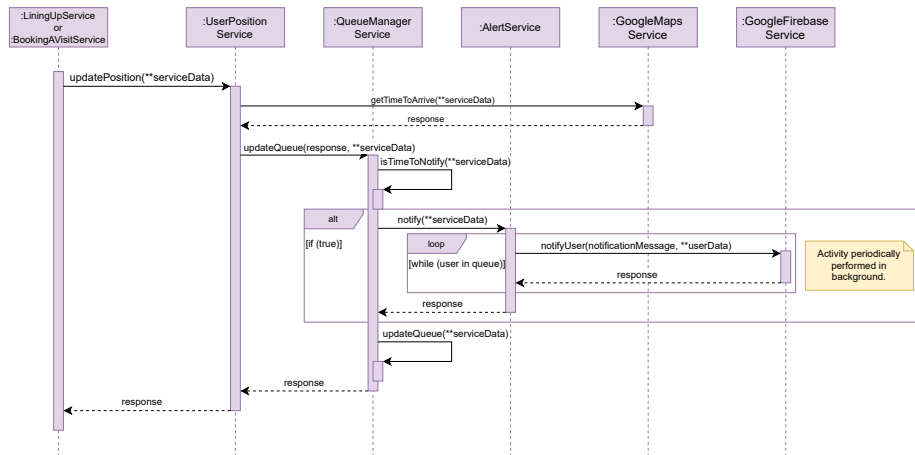 :LiningUpService
or
:BookingAVisitService
:UserPosition
Service
:QueueManager
Service
:AlertService
:GoogleMaps
Service
:GoogleFirebase
Service
updatePosition(**serviceData)
getTimeToArrive(**serviceData)
response
updateQueue(response, **serviceData)
isTimeToNotify(**serviceData)
alt
[if (true)]
notify(**serviceData)
loop
[while (user in queue)]
notifyUser(notificationMessage, **userData)
response
Activity periodically
performed in
background.
response
updateQueue(**serviceData)
response
response